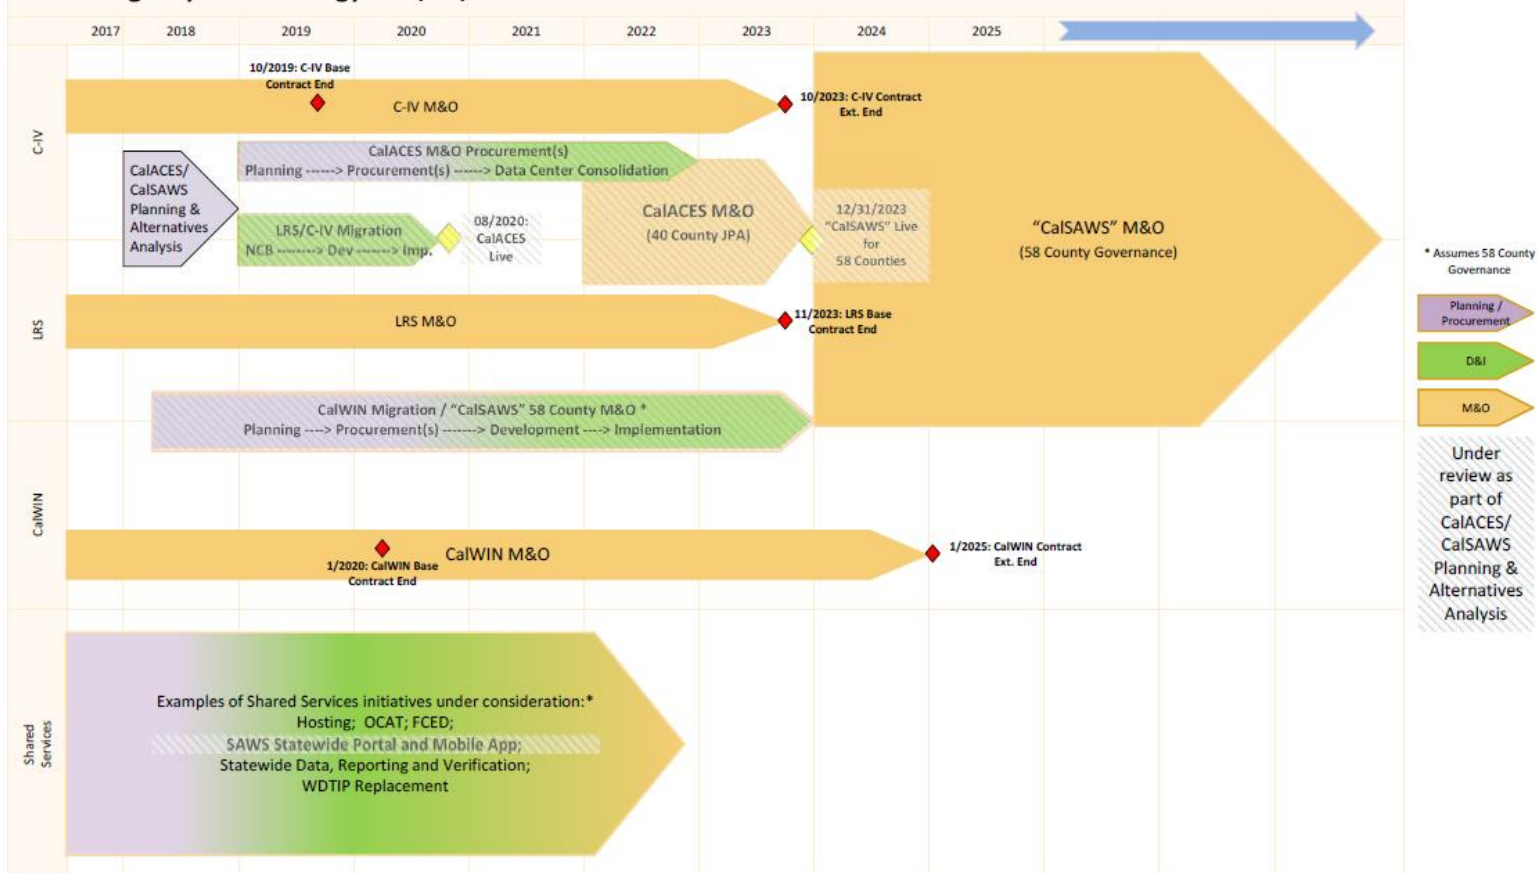 2017 2018 2019 2020 2021 2022 2023 2024 2025
C-IV
10/2019: C-IV Base
Contract End
C-IV M&O
10/2023: C-IV Contract
Ext. End
CalACES M&O Procurement(s)
Planning ------> Procurement(s) ------> Data Center Consolidation
CalACES/
CalSAWS
Planning &
Alternatives
Analysis
LRS/C-IV Migration
NCB --------> Dev -------> Imp.
08/2020:
CalACES
Live
CalACES M&O
(40 County JPA)
12/31/2023
“CalSAWS” Live
for
58 Counties
“CalSAWS” M&O
(58 County Governance)
LRS
LRS M&O
11/2023: LRS Base
Contract End
CalWIN Migration / “CalSAWS” 58 County M&O *
Planning ----> Procurement(s) -------> Development ----> Implementation
CalWIN
CalWIN M&O
1/2020: CalWIN Base
Contract End
1/2025: CalWIN Contract
Ext. End
Shared
Services
Examples of Shared Services initiatives under consideration:*
Hosting; OCAT; FCED;
SAWS Statewide Portal and Mobile App;
Statewide Data, Reporting and Verification;
WDTIP Replacement
* Assumes 58 County
Governance
Planning /
Procurement
D&I
M&O
Under
review as
part of
CalACES/
CalSAWS
Planning &
Alternatives
Analysis